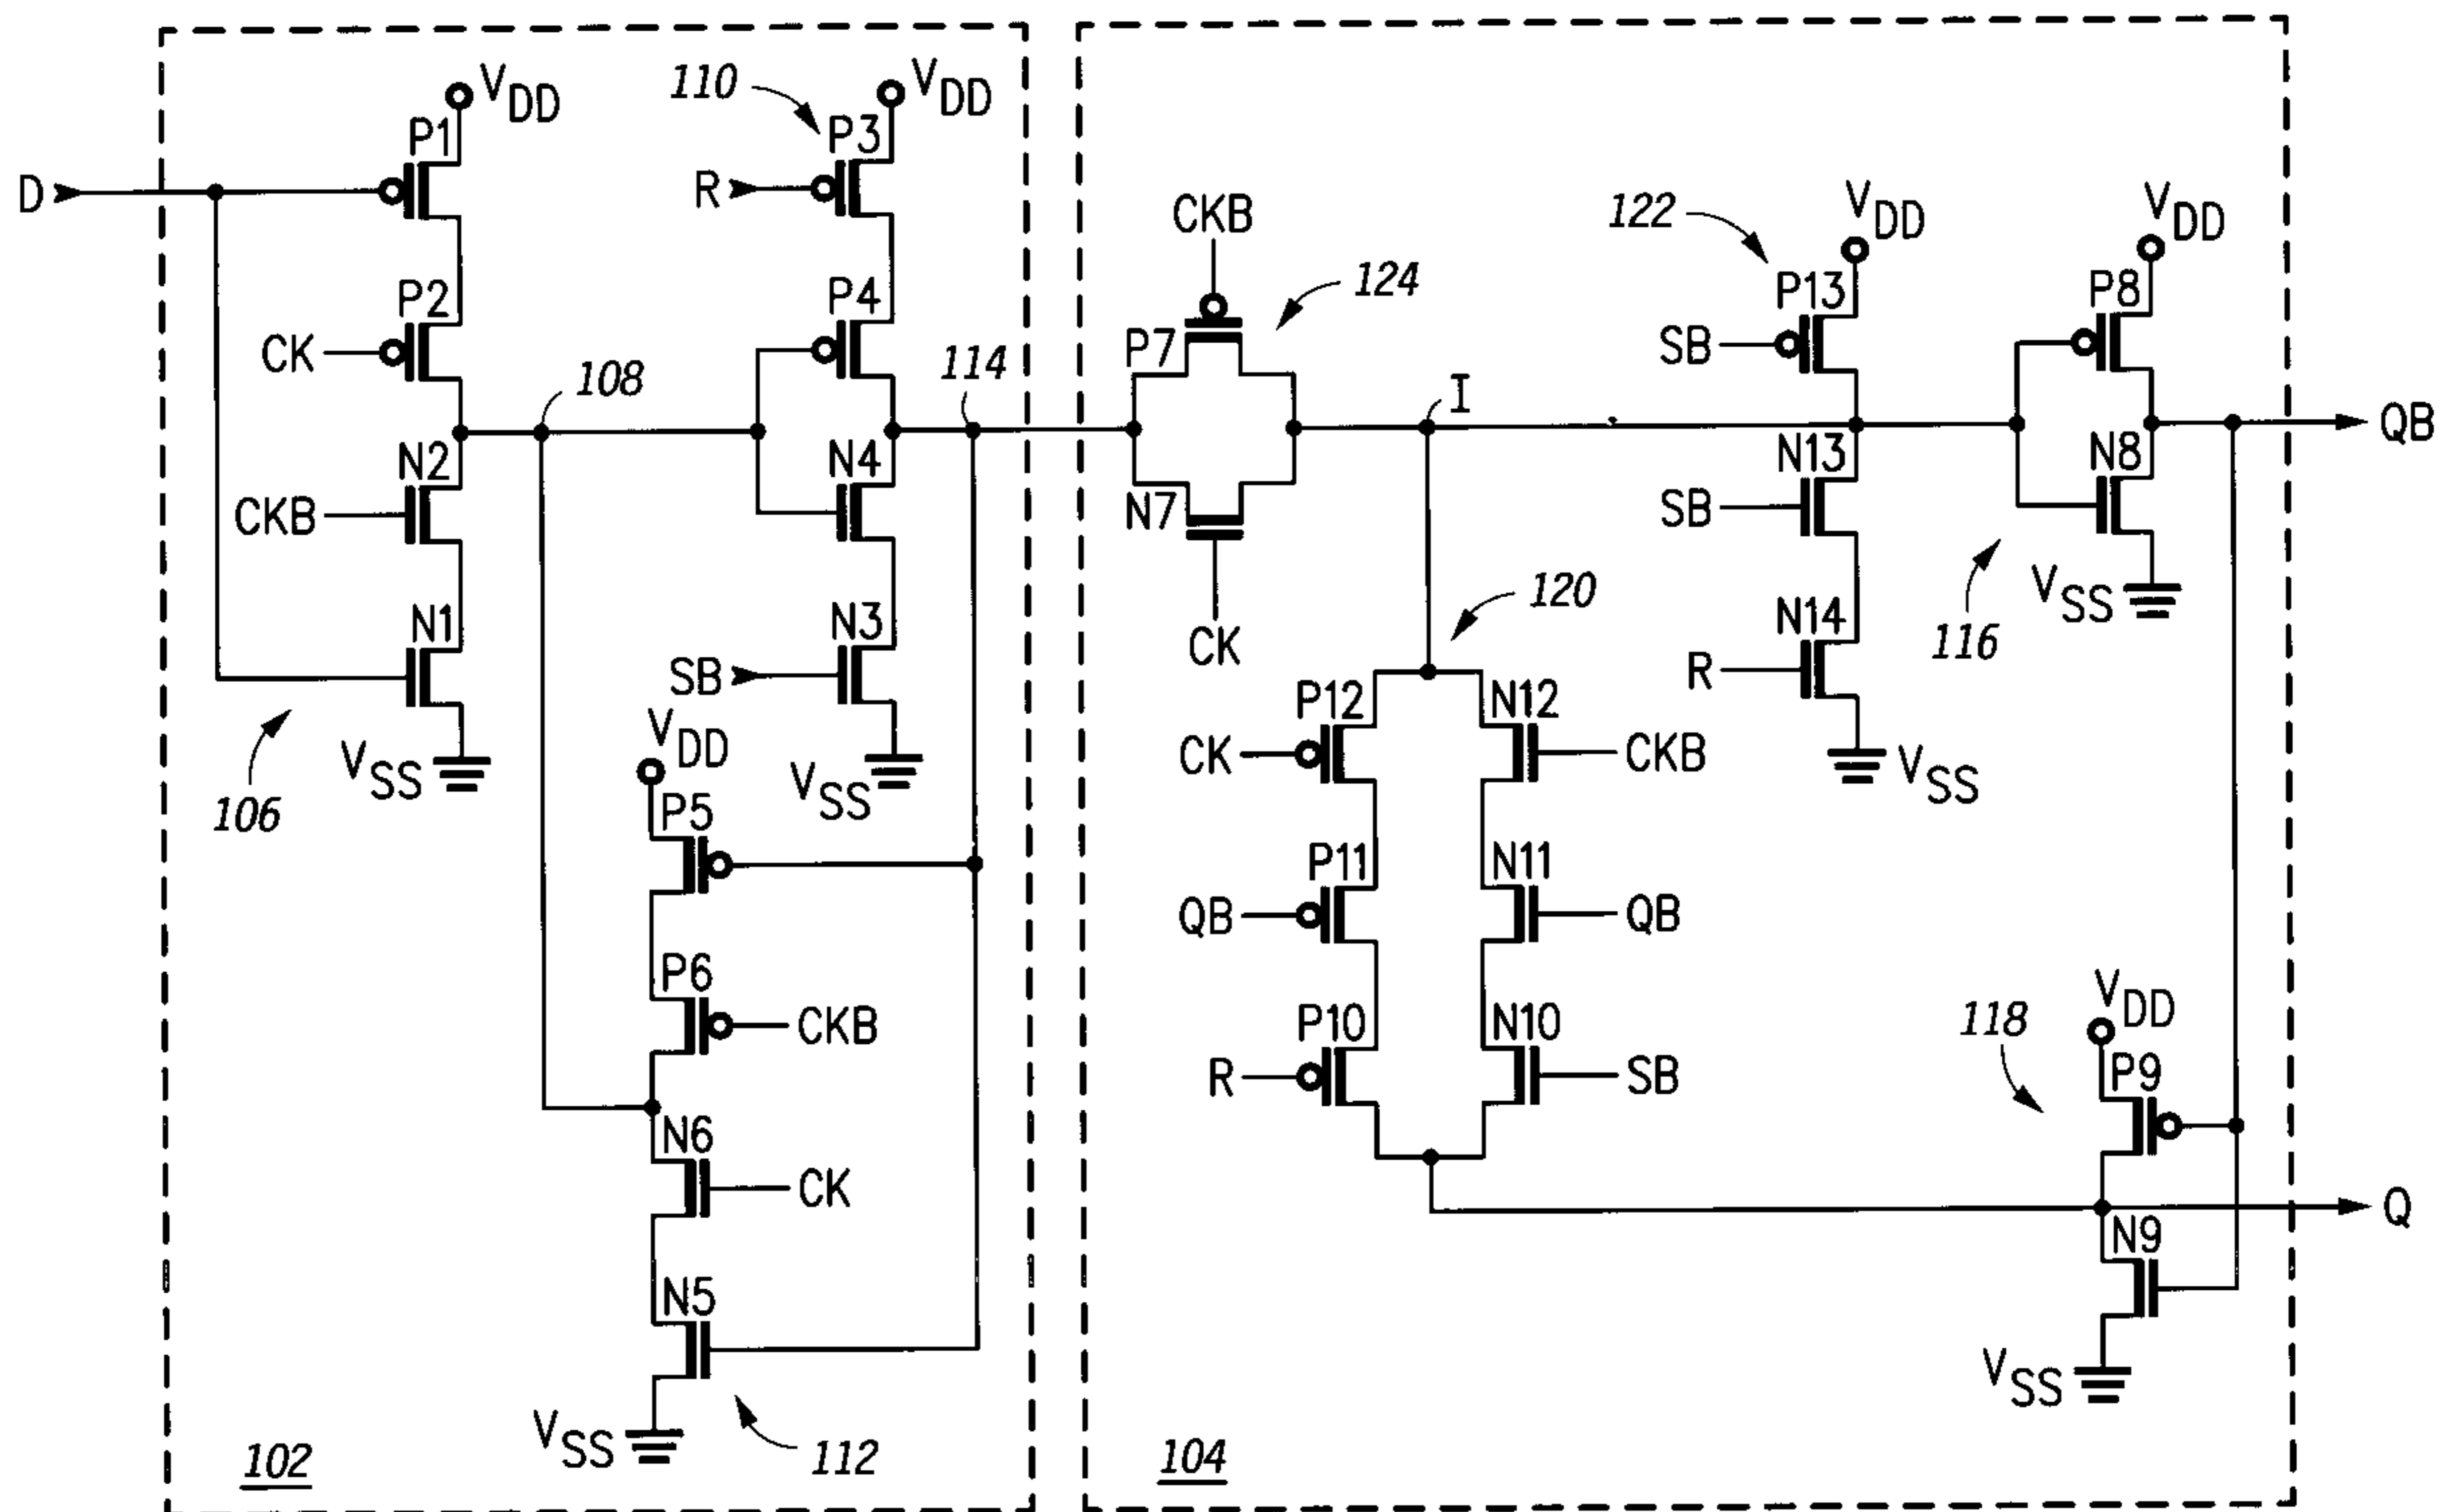 D
P1
VDD
P2
CK
N2
CKB
N1
VSS
106
108
110
P3
VDD
R
P4
114
N4
N3
SB
VSS
VDD
P5
P6
CKB
N6
CK
N5
VSS
112
102
CKB
124
P7
N7
CK
I
120
P12
N12
CK
CKB
P11
N11
QB
QB
P10
N10
R
SB
122
VDD
P13
SB
N13
SB
N14
R
VSS
VDD
P8
N8
VSS
116
QB
118
VDD
P9
Q
N9
VSS
104